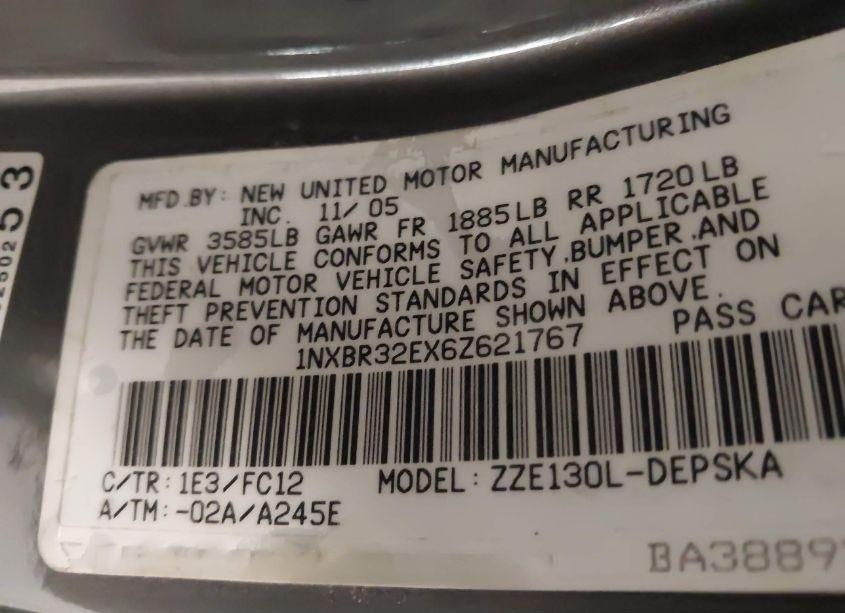 MFD.BY: NEW UNITED MOTOR MANUFACTURING
INC. 11/05
GVWR 3585LB GAWR FR 1885LB RR 1720LB
THIS VEHICLE CONFORMS TO ALL APPLICABLE
FEDERAL MOTOR VEHICLE SAFETY,BUMPER,AND
THEFT PREVENTION STANDARDS IN EFFECT ON
THE DATE OF MANUFACTURE SHOWN ABOVE.
1NXBR32EX6Z621767 PASS CAR
C/TR:1E3/FC12 MODEL: ZZE130L-DEPSKA
A/TM:-02A/A245E
53